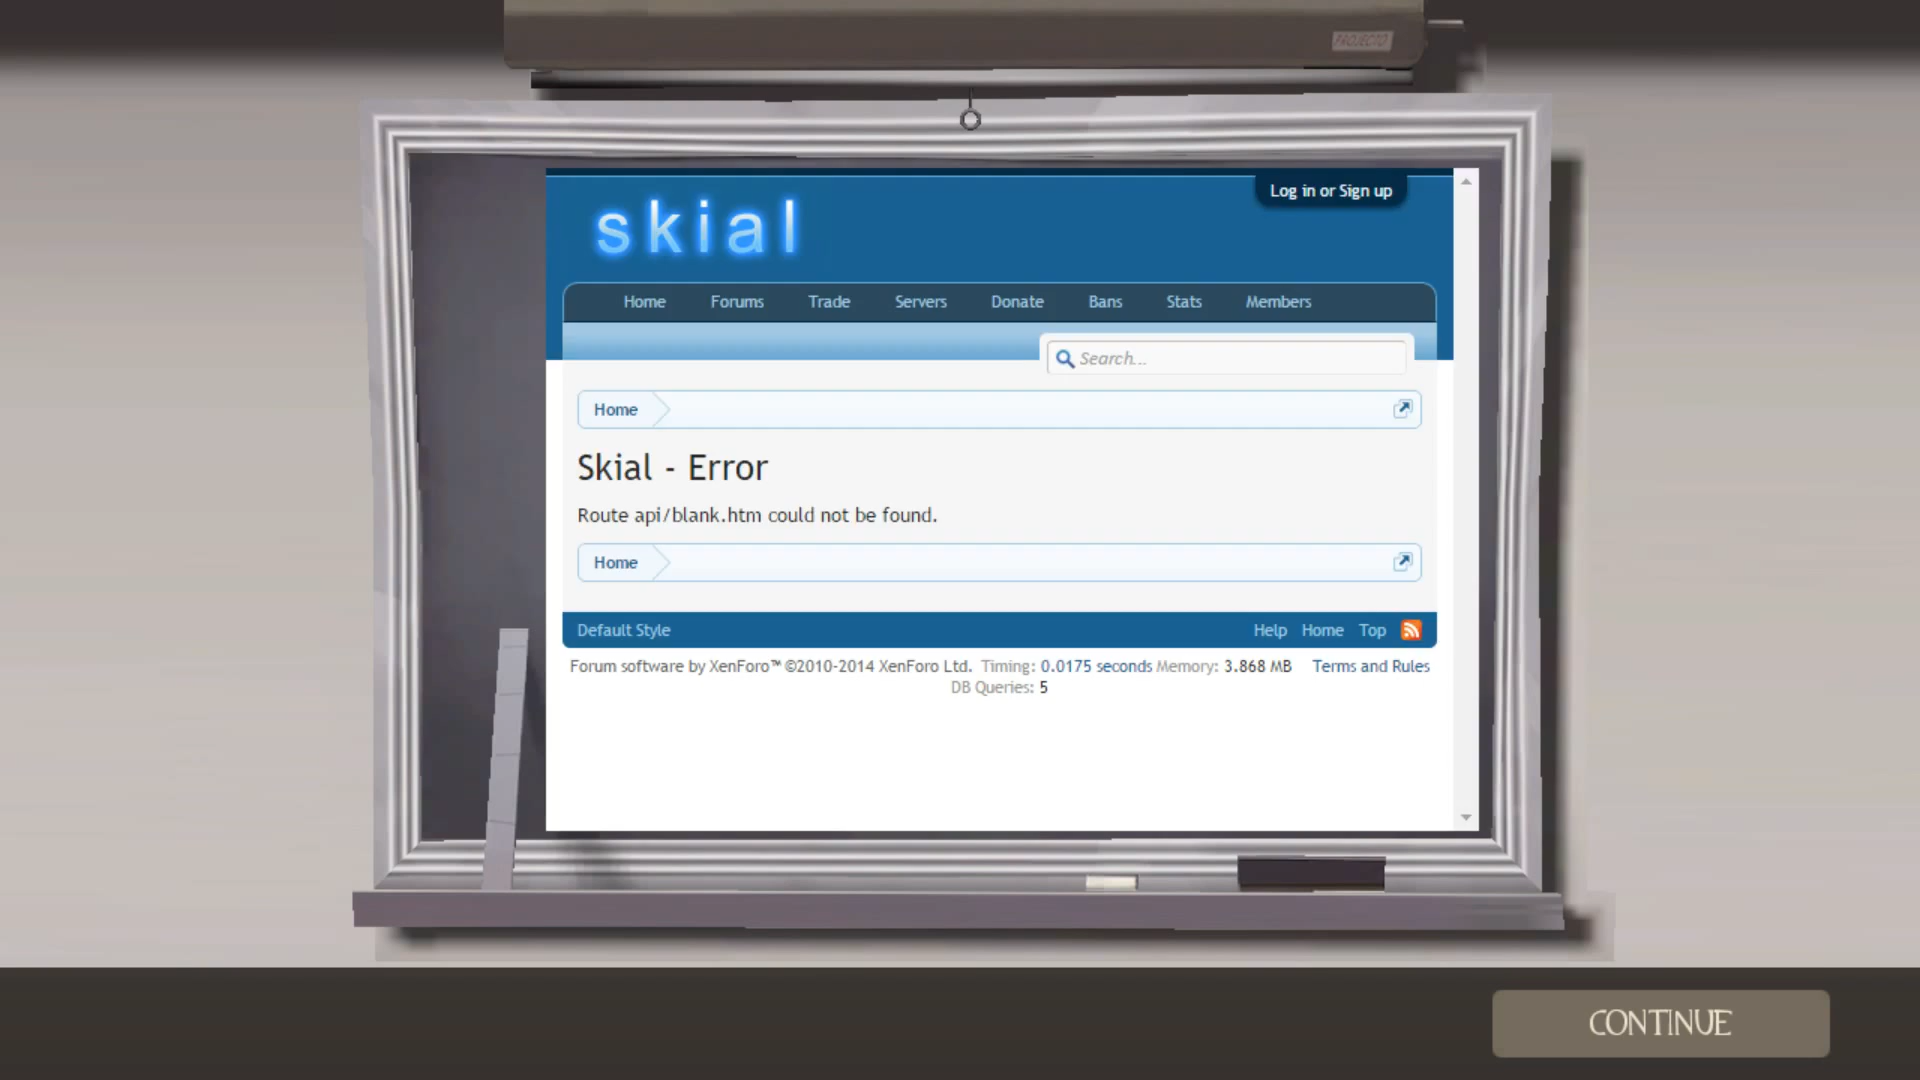 PROJECTO
Log in or Sign up
skial
Home Forums Trade Servers Donate Bans Stats Members
Search...
Home
Skial - Error
Route api/blank.htm could not be found.
Home
Default Style Help Home Top
Forum software by XenForo™ ©2010-2014 XenForo Ltd. Timing: 0.0175 seconds Memory: 3.868 MB Terms and Rules
DB Queries: 5
CONTINUE